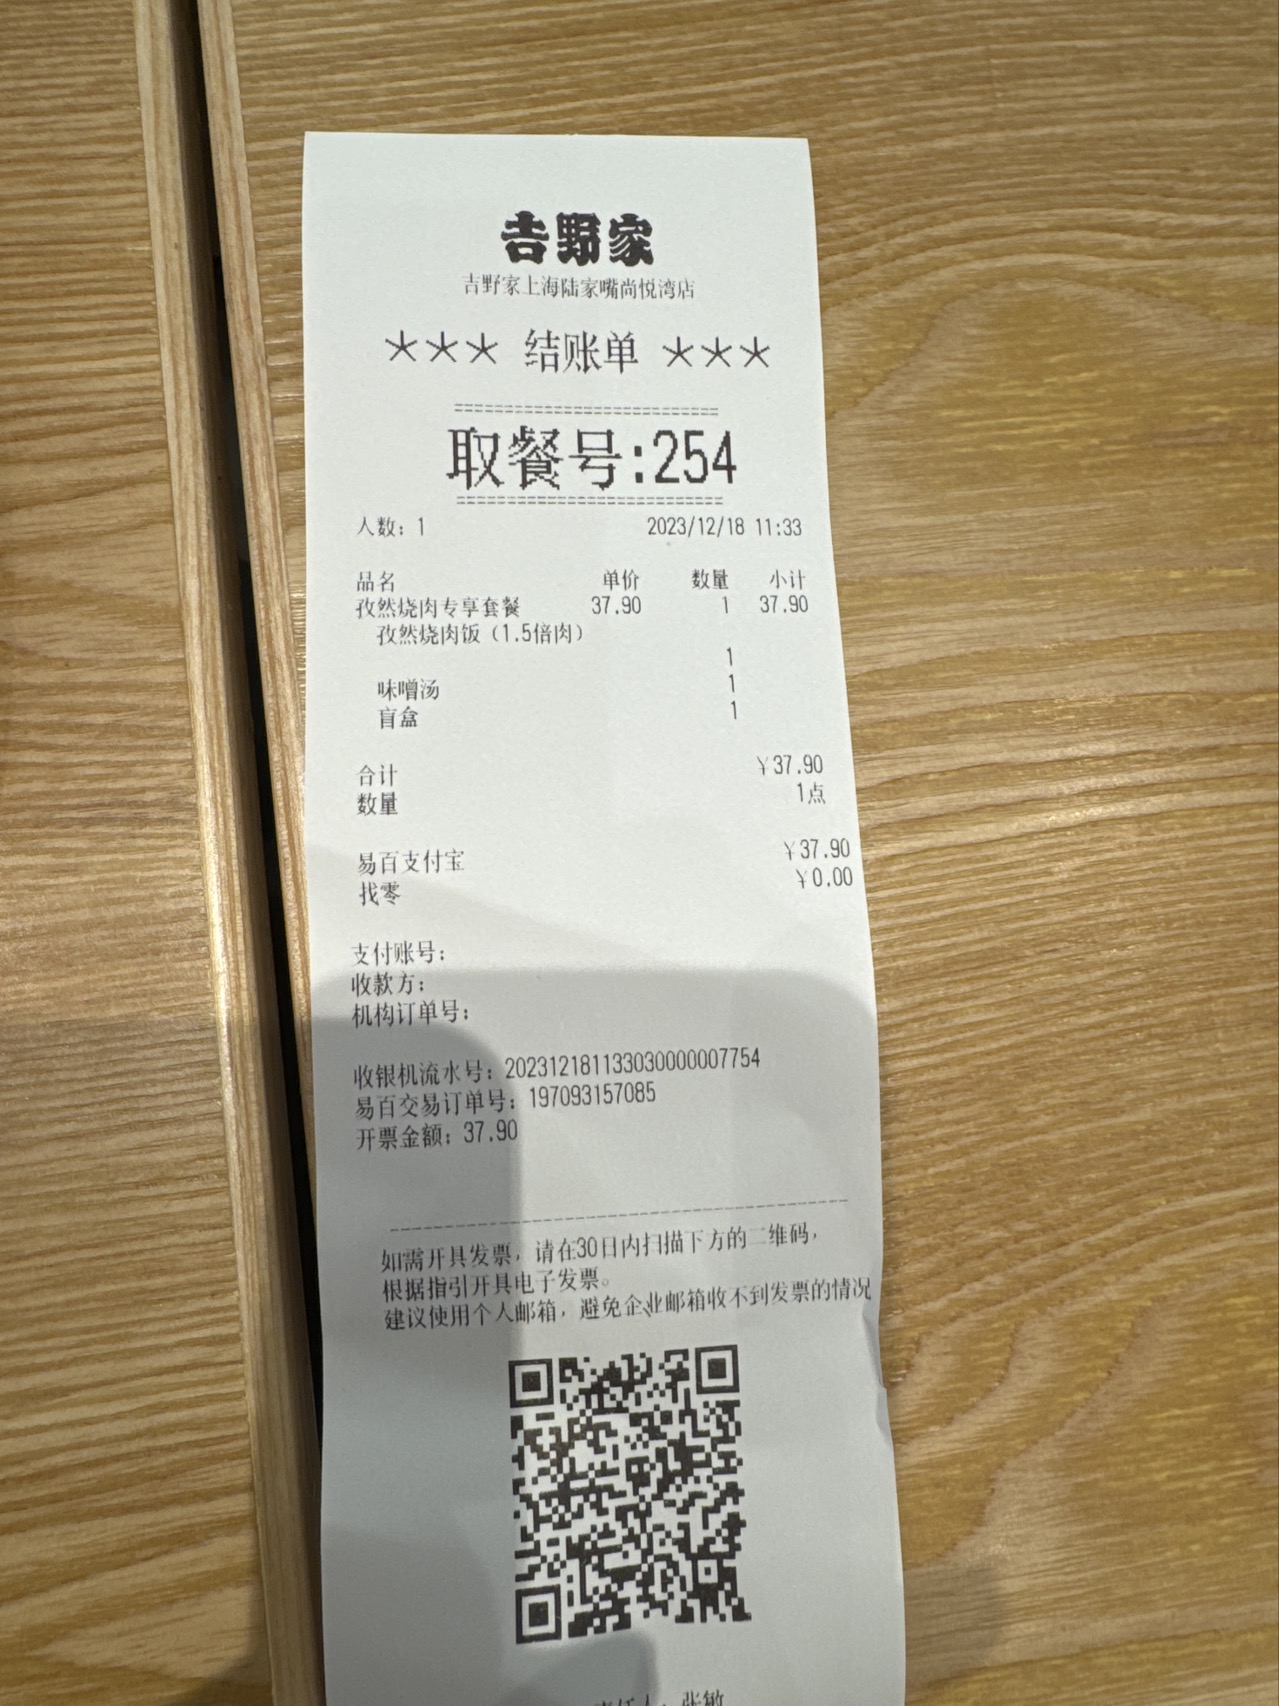 吉野家
吉野家上海陆家嘴尚悦湾店
*** 结账单 ***
取餐号:254
人数: 1 2023/12/18 11:33
品名 单价 数量 小计
孜然烧肉专享套餐 37.90 1 37.90
孜然烧肉饭（1.5倍肉）
1
味噌汤 1
盲盒 1
合计 ¥37.90
数量 1点
易百支付宝 ¥37.90
找零 ¥0.00
支付账号:
收款方:
机构订单号:
收银机流水号: 2023121811330300000007754
易百交易订单号: 197093157085
开票金额: 37.90
如需开具发票，请在30日内扫描下方的二维码，
根据指引开具电子发票。
建议使用个人邮箱，避免企业邮箱收不到发票的情况
责任人: 张敏